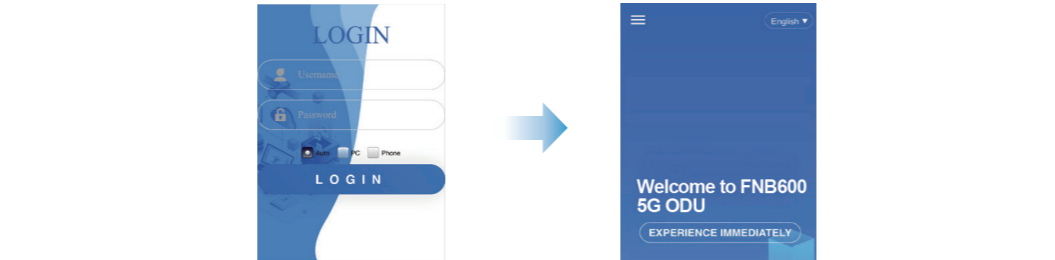 LOGIN
Username
Password
Auto PC Phone
LOGIN
English ▼
Welcome to FNB600
5G ODU
EXPERIENCE IMMEDIATELY